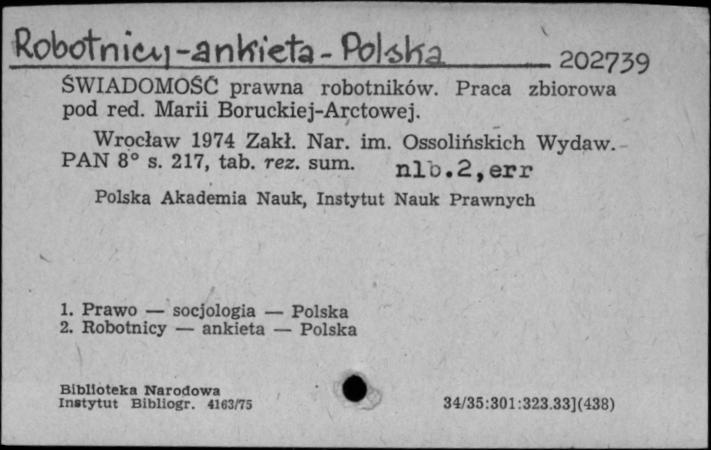 Robotnicy-ankieta-Polska
202739
ŚWIADOMOŚĆ prawna robotników. Praca zbiorowa
pod red. Marii Boruckiej-Arctowej.
Wrocław 1974 Zakł. Nar. im. Ossolińskich Wydaw.
PAN 8° s. 217, tab. rez. sum. nlb.2,err
Polska Akademia Nauk, Instytut Nauk Prawnych
1. Prawo — socjologia — Polska
2. Robotnicy — ankieta — Polska
Biblioteka Narodowa
Instytut Bibliogr. 4163/75
34/35:301:323.33](438)